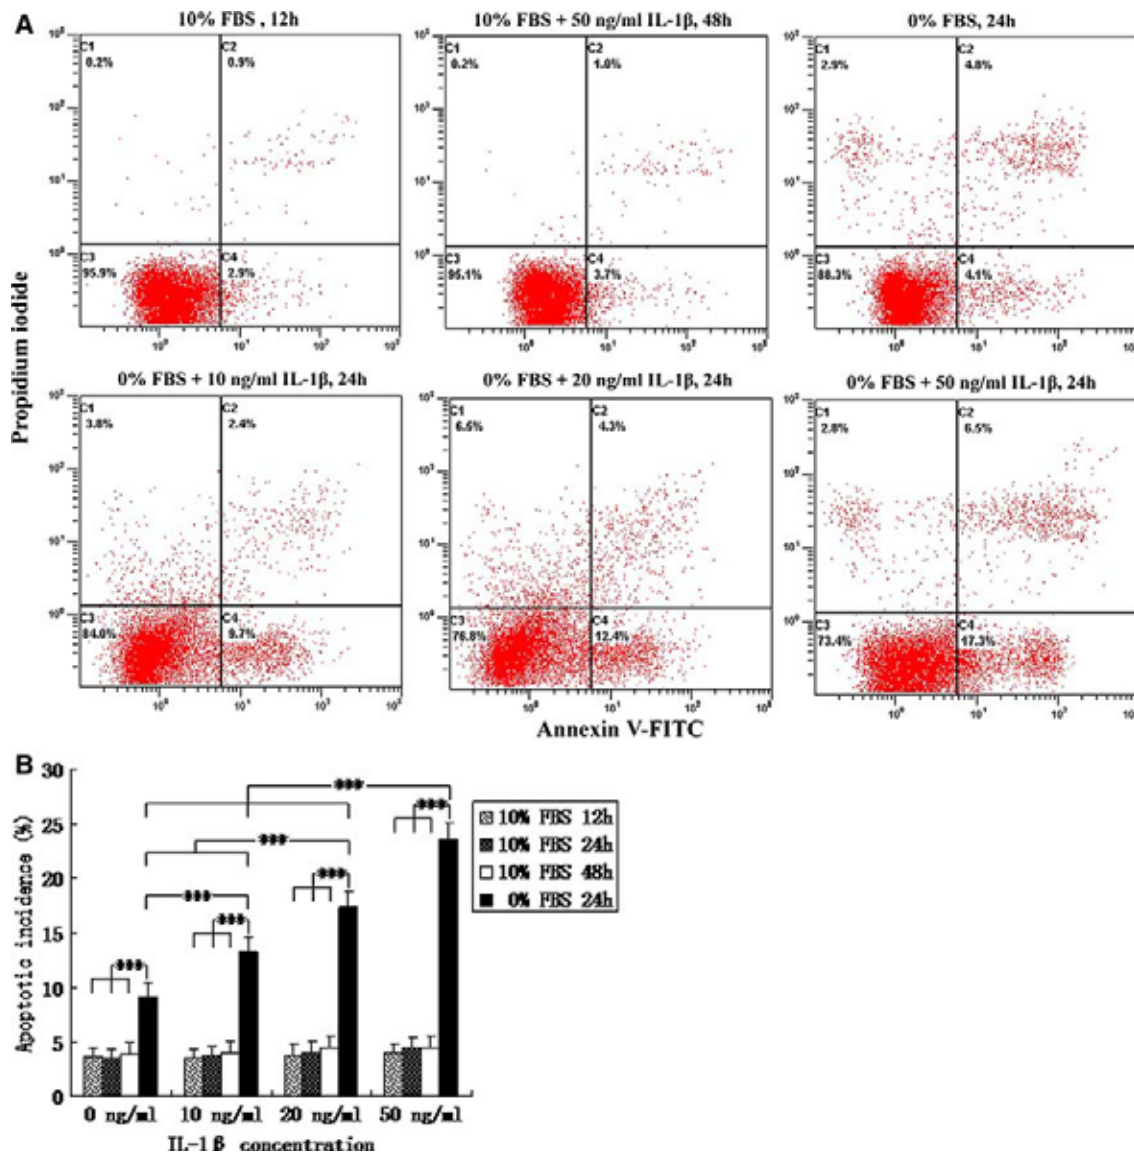 A
10% FBS , 12h
10% FBS + 50 ng/ml IL-1β, 48h
0% FBS, 24h
C1
0.2%
C2
0.9%
C3
95.9%
C4
2.9%
C1
0.2%
C2
1.0%
C3
95.1%
C4
3.7%
C1
2.9%
C2
4.8%
C3
88.3%
C4
4.1%
Propidium iodide
0% FBS + 10 ng/ml IL-1β, 24h
0% FBS + 20 ng/ml IL-1β, 24h
0% FBS + 50 ng/ml IL-1β, 24h
C1
3.8%
C2
2.4%
C3
84.0%
C4
9.7%
C1
6.5%
C2
4.3%
C3
76.8%
C4
12.4%
C1
2.8%
C2
6.5%
C3
73.4%
C4
17.3%
Annexin V-FITC
B
Apoptotic incidence (%)
30
25
20
15
10
5
0
***
***
***
***
***
***
***
10% FBS 12h
10% FBS 24h
10% FBS 48h
0% FBS 24h
0 ng/ml 10 ng/ml 20 ng/ml 50 ng/ml
IL-1β concentration